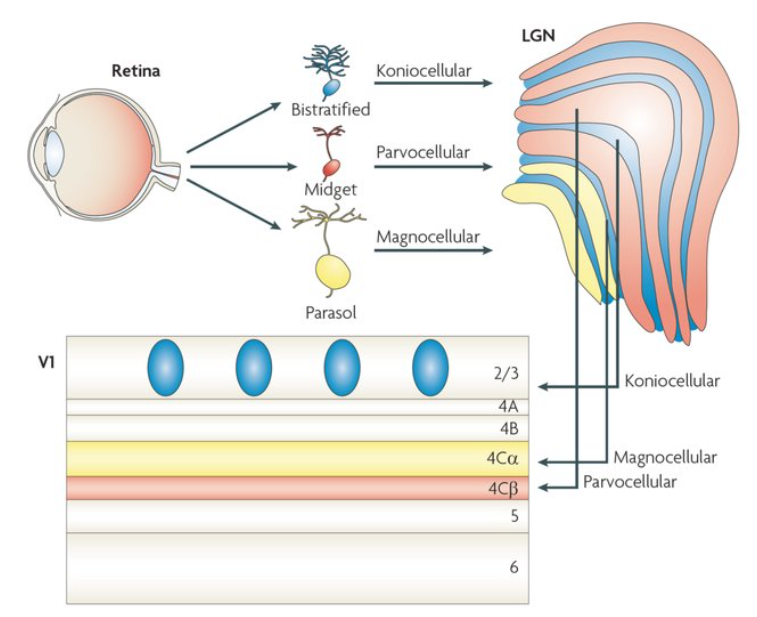 LGN
Retina
Koniocellular
Bistratified
Parvocellular
Midget
Magnocellular
Parasol
V1
2/3
Koniocellular
4A
4B
4Cα
Magnocellular
4Cβ
Parvocellular
5
6